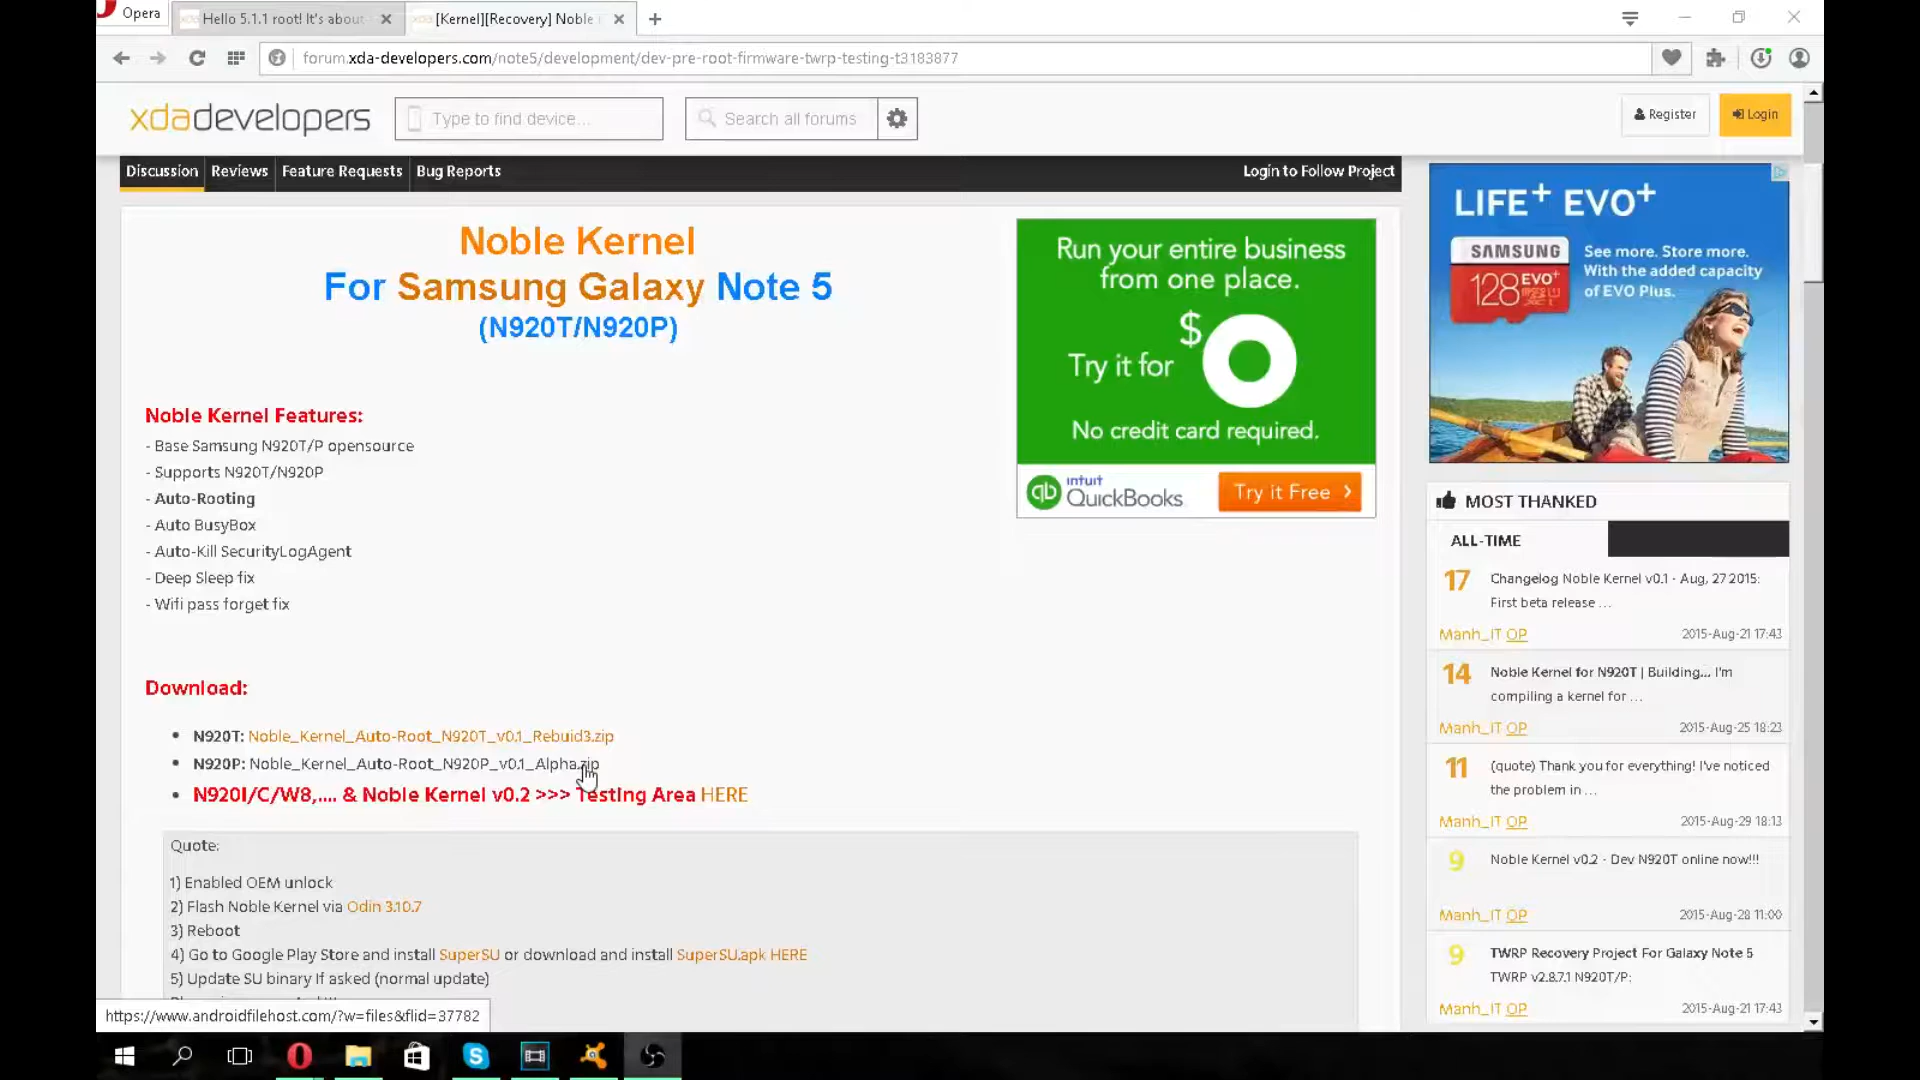 Opera
Hello 5.1.1 root! It's about
[Kernel][Recovery] Noble
forum.xda-developers.com/note5/development/dev-pre-root-firmware-twrp-testing-t3183877
xdadevelopers
Type to find device...
Search all forums
Register
Login
Discussion
Reviews
Feature Requests
Bug Reports
Login to Follow Project
Noble Kernel
For Samsung Galaxy Note 5
(N920T/N920P)
Noble Kernel Features:
- Base Samsung N920T/P opensource
- Supports N920T/N920P
- Auto-Rooting
- Auto BusyBox
- Auto-Kill SecurityLogAgent
- Deep Sleep fix
- Wifi pass forget fix
Download:
N920T: Noble_Kernel_Auto-Root_N920T_v0.1_Rebuid3.zip
N920P: Noble_Kernel_Auto-Root_N920P_v0.1_Alpha.zip
N920I/C/W8,.... & Noble Kernel v0.2 >>> Testing Area HERE
Quote:
1) Enabled OEM unlock
2) Flash Noble Kernel via Odin 3.10.7
3) Reboot
4) Go to Google Play Store and install SuperSU or download and install SuperSU.apk HERE
5) Update SU binary If asked (normal update)
https://www.androidfilehost.com/?w=files&flid=37782
Run your entire business
from one place.
Try it for
$0
No credit card required.
qb
intuit
QuickBooks
Try it Free
LIFE+ EVO+
SAMSUNG
128 EVO+
See more. Store more.
With the added capacity
of EVO Plus.
MOST THANKED
ALL-TIME
17
Changelog Noble Kernel v0.1 - Aug, 27 2015:
First beta release ...
Manh_IT OP
2015-Aug-21 17:43
14
Noble Kernel for N920T | Building... I'm
compiling a kernel for ...
Manh_IT OP
2015-Aug-25 18:23
11
(quote) Thank you for everything! I've noticed
the problem in ...
Manh_IT OP
2015-Aug-29 18:13
9
Noble Kernel v0.2 - Dev N920T online now!!!
Manh_IT OP
2015-Aug-28 11:00
9
TWRP Recovery Project For Galaxy Note 5
TWRP v2.8.7.1 N920T/P:
Manh_IT OP
2015-Aug-21 17:43